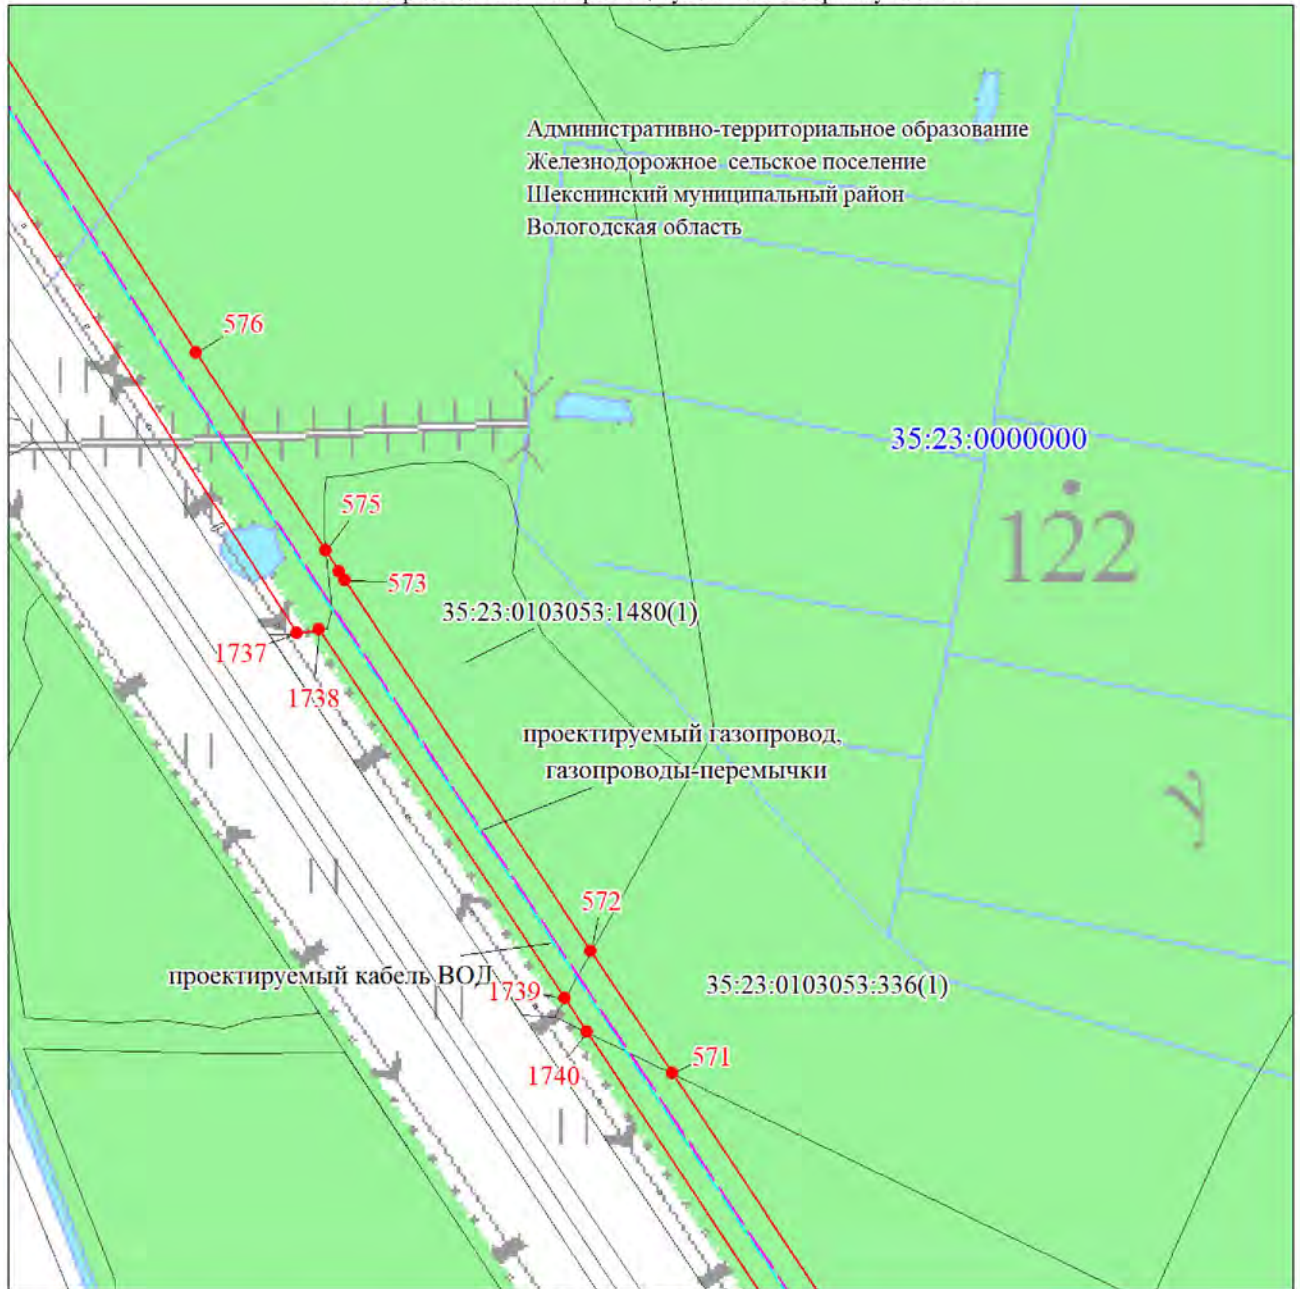 Административно-территориальное образование
Железнодорожное сельское поселение
Шекснинский муниципальный район
Вологодская область
576
35:23:0000000
122
575
573
35:23:0103053:1480(1)
1737
1738
проектируемый газопровод,
газопроводы-перемычки
у
572
проектируемый кабель ВОД
1739
35:23:0103053:336(1)
571
1740